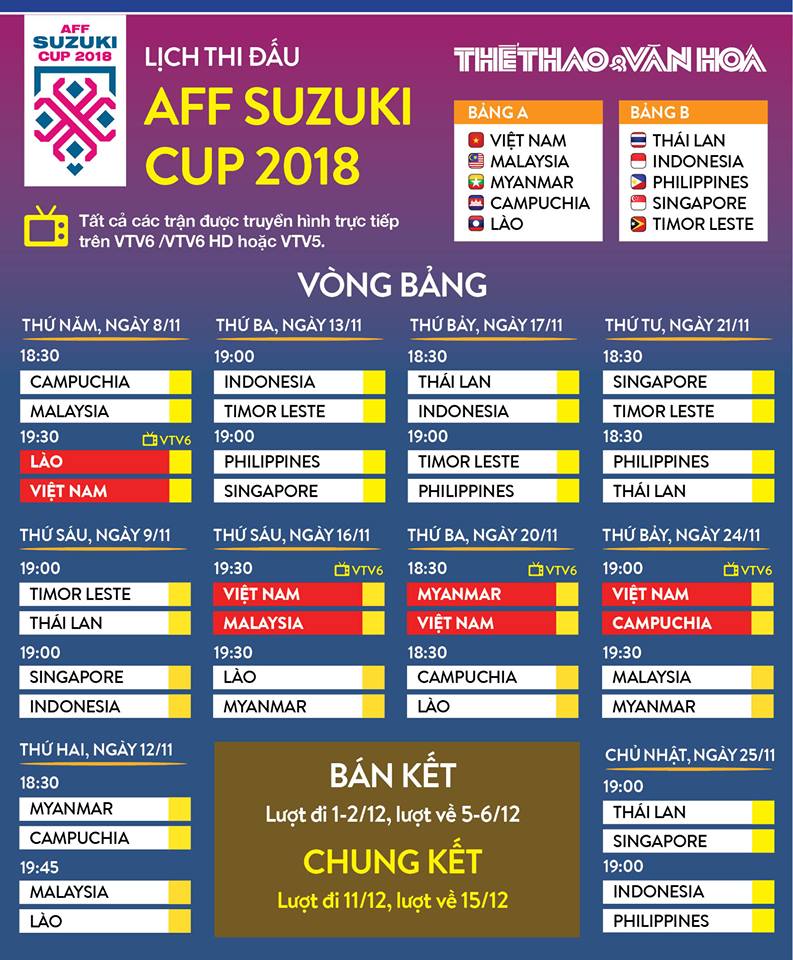 AFF
SUZUKI
CUP 2018
LỊCH THI ĐẤU
AFF SUZUKI
CUP 2018
THỂ THAO & VĂN HOÁ
Tất cả các trận được truyền hình trực tiếp
trên VTV6 /VTV6 HD hoặc VTV5.
BẢNG A
VIỆT NAM
MALAYSIA
MYANMAR
CAMPUCHIA
LÀO
BẢNG B
THÁI LAN
INDONESIA
PHILIPPINES
SINGAPORE
TIMOR LESTE
VÒNG BẢNG
THỨ NĂM, NGÀY 8/11
18:30
CAMPUCHIA
MALAYSIA
19:30
VTV6
LÀO
VIỆT NAM
THỨ BA, NGÀY 13/11
19:00
INDONESIA
TIMOR LESTE
19:00
PHILIPPINES
SINGAPORE
THỨ BẢY, NGÀY 17/11
18:30
THÁI LAN
INDONESIA
19:00
TIMOR LESTE
PHILIPPINES
THỨ TƯ, NGÀY 21/11
18:30
SINGAPORE
TIMOR LESTE
18:30
PHILIPPINES
THÁI LAN
THỨ SÁU, NGÀY 9/11
19:00
TIMOR LESTE
THÁI LAN
19:00
SINGAPORE
INDONESIA
THỨ SÁU, NGÀY 16/11
19:30
VTV6
VIỆT NAM
MALAYSIA
19:30
LÀO
MYANMAR
THỨ BA, NGÀY 20/11
18:30
VTV6
MYANMAR
VIỆT NAM
18:30
CAMPUCHIA
LÀO
THỨ BẢY, NGÀY 24/11
19:00
VTV6
VIỆT NAM
CAMPUCHIA
19:30
MALAYSIA
MYANMAR
THỨ HAI, NGÀY 12/11
18:30
MYANMAR
CAMPUCHIA
19:45
MALAYSIA
LÀO
BÁN KẾT
Lượt đi 1-2/12, lượt về 5-6/12
CHUNG KẾT
Lượt đi 11/12, lượt về 15/12
CHỦ NHẬT, NGÀY 25/11
19:00
THÁI LAN
SINGAPORE
19:00
INDONESIA
PHILIPPINES